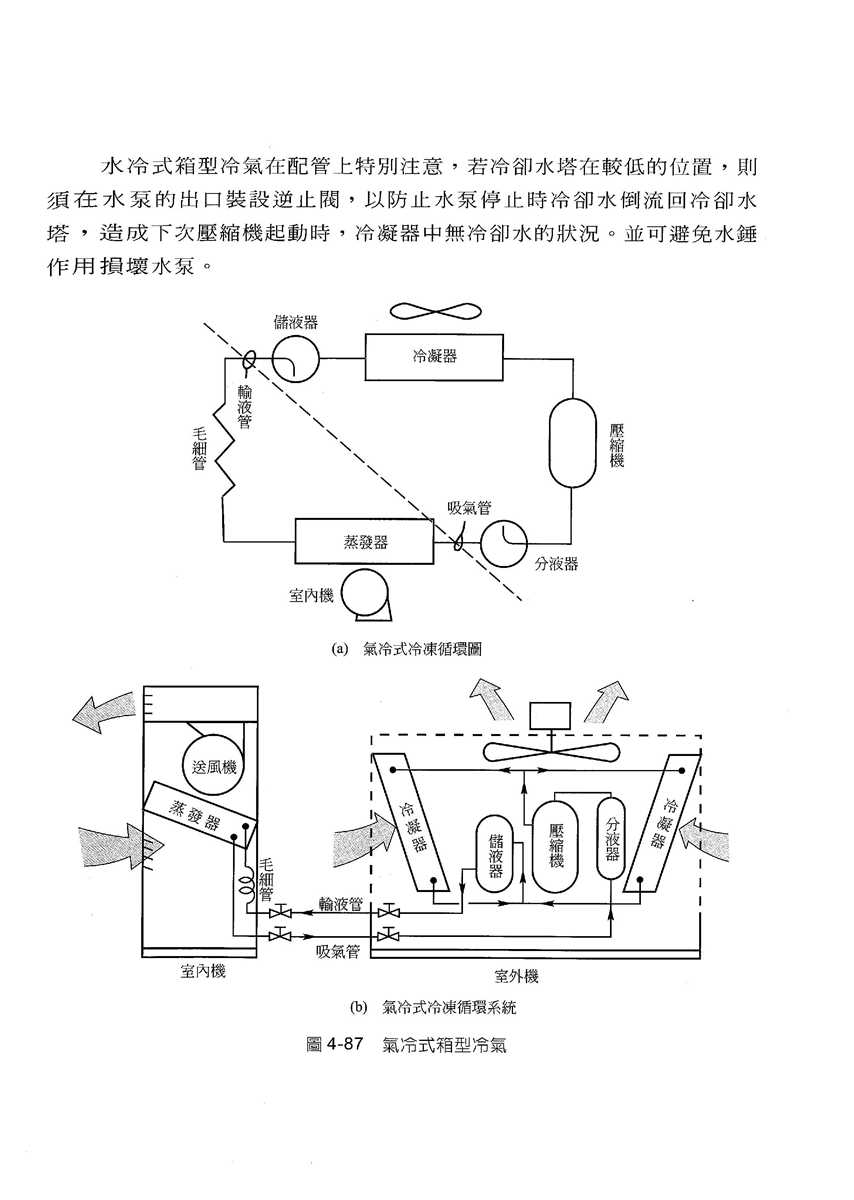 水冷式箱型冷氣在配管上特別注意，若冷卻水塔在較低的位置，則
須在水泵的出口裝設逆止閥，以防止水泵停止時冷卻水倒流回冷卻水
塔，造成下次壓縮機起動時，冷凝器中無冷卻水的狀況。並可避免水錘
作用損壞水泵。
儲液器
冷凝器
輸液管
毛細管
壓縮機
吸氣管
蒸發器
分液器
室內機
(a) 氣冷式冷凍循環圖
送風機
蒸發器
毛細管
輸液管
吸氣管
室內機
冷凝器
儲液器
壓縮機
分液器
冷凝器
室外機
(b) 氣冷式冷凍循環系統
圖 4-87 氣冷式箱型冷氣